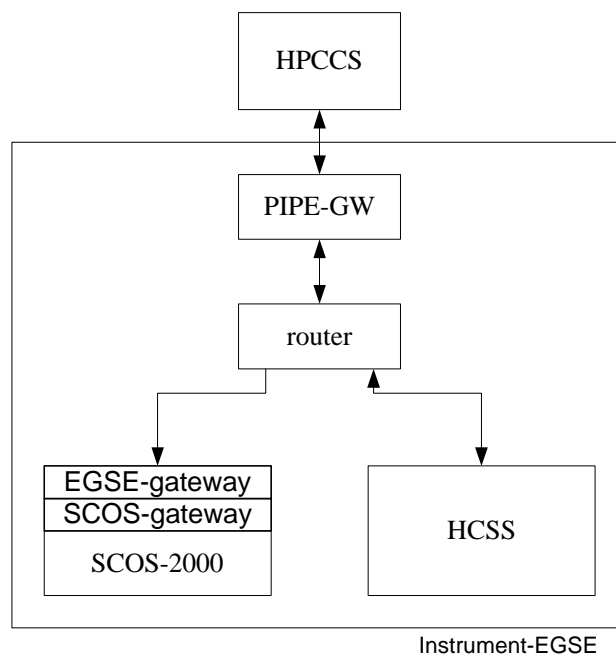 HPCCS
PIPE-GW
router
EGSE-gateway
SCOS-gateway
SCOS-2000
HCSS
Instrument-EGSE